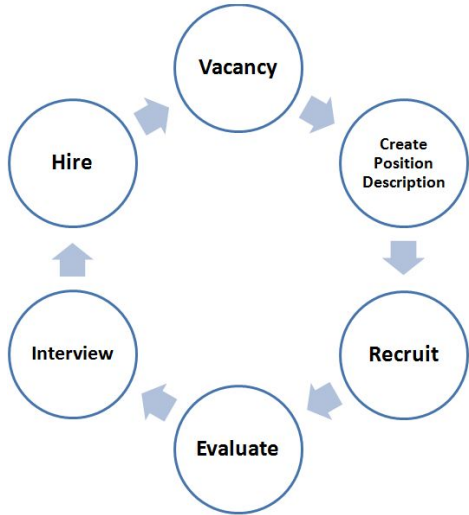 Vacancy
Create
Position
Description
Recruit
Evaluate
Interview
Hire